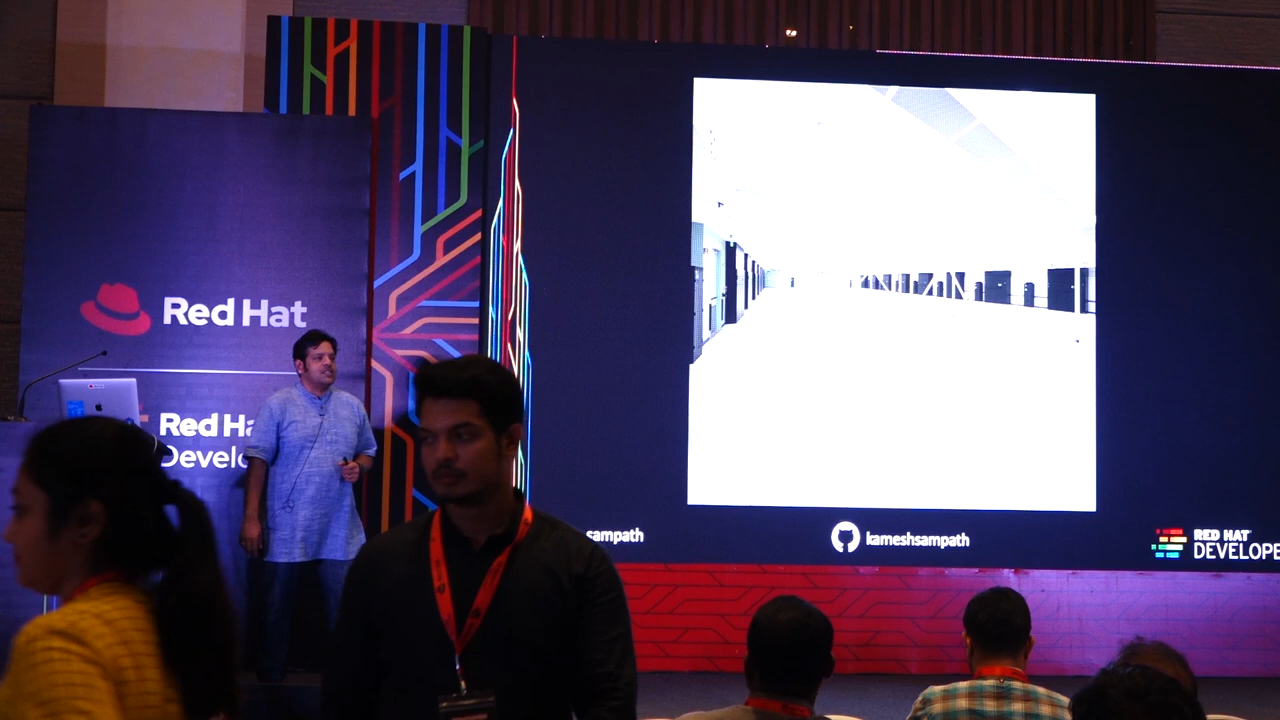 Red Hat
Red Ha
Develo
sampath
kameshsampath
RED HAT
DEVELOPE